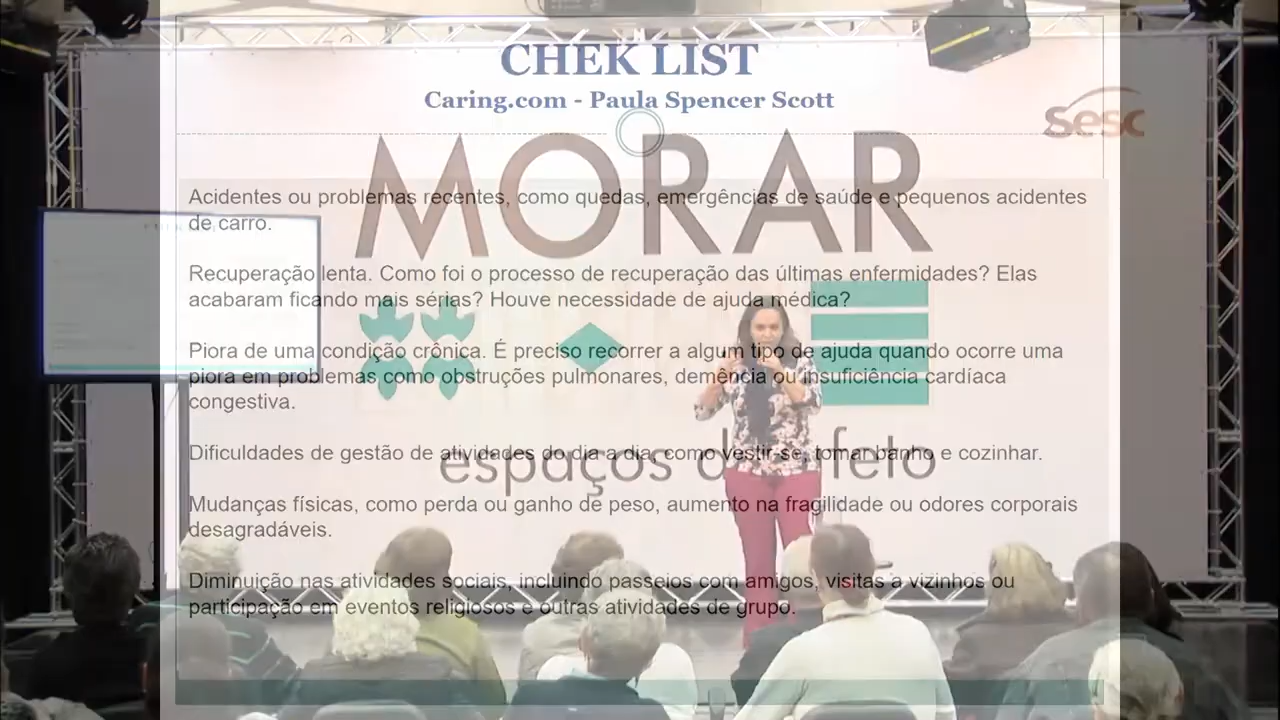 CHEK LIST
Caring.com - Paula Spencer Scott
Sesc
MORAR
Acidentes ou problemas recentes, como quedas, emergências de saúde e pequenos acidentes
de carro.
Recuperação lenta. Como foi o processo de recuperação das últimas enfermidades? Elas
acabaram ficando mais sérias? Houve necessidade de ajuda médica?
Piora de uma condição crônica. É preciso recorrer a algum tipo de ajuda quando ocorre uma
piora em problemas como obstruções pulmonares, demência ou insuficiência cardíaca
congestiva.
Dificuldades de gestão de atividades do dia a dia, como vestir-se, tomar banho e cozinhar.
espaços
Mudanças físicas, como perda ou ganho de peso, aumento na fragilidade ou odores corporais
desagradáveis.
Diminuição nas atividades sociais, incluindo passeios com amigos, visitas a vizinhos ou
participação em eventos religiosos e outras atividades de grupo.